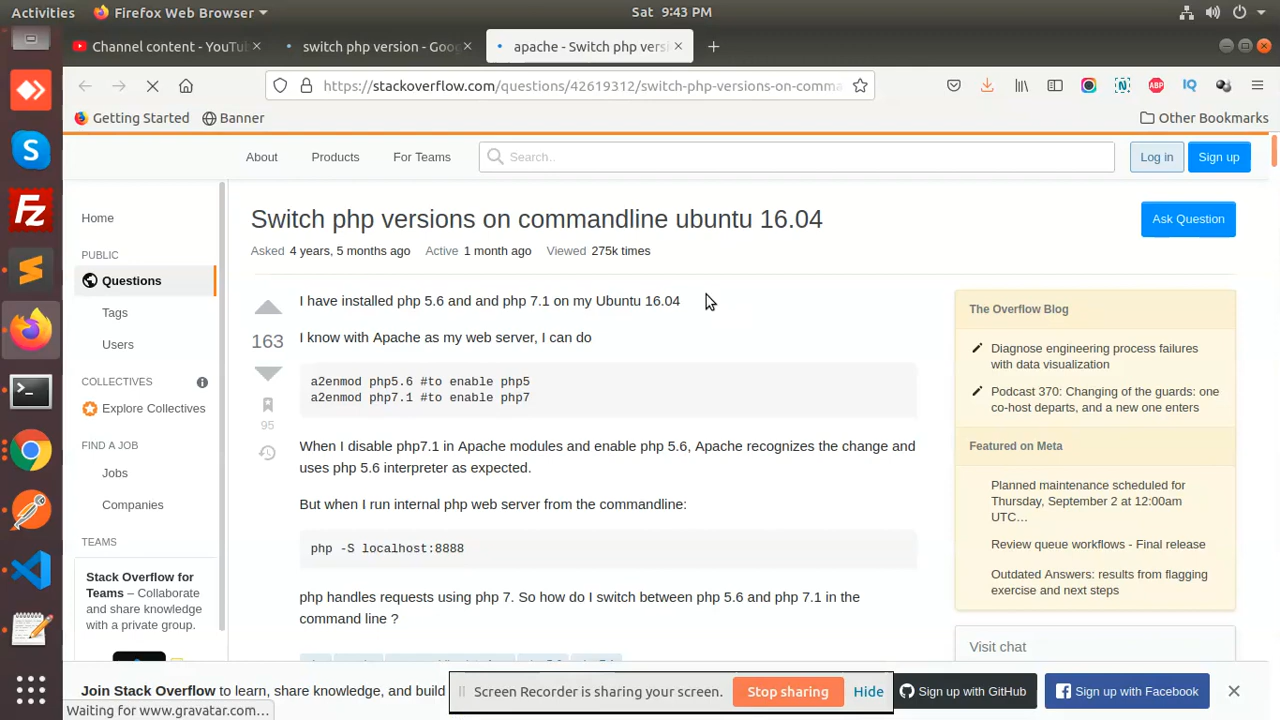 Activities
Firefox Web Browser
Sat 9:43 PM
Channel content - YouTu
switch php version - Goo
apache - Switch php vers
https://stackoverflow.com/questions/42619312/switch-php-versions-on-comma
ABP
IQ
Getting Started
Banner
Other Bookmarks
About
Products
For Teams
Search..
Log in
Sign up
Home
PUBLIC
Questions
Tags
Users
COLLECTIVES
Explore Collectives
FIND A JOB
Jobs
Companies
TEAMS
Stack Overflow for
Teams – Collaborate
and share knowledge
with a private group.
Switch php versions on commandline ubuntu 16.04
Ask Question
Asked 4 years, 5 months ago Active 1 month ago Viewed 275k times
163
95
I have installed php 5.6 and and php 7.1 on my Ubuntu 16.04
I know with Apache as my web server, I can do
a2enmod php5.6 #to enable php5
a2enmod php7.1 #to enable php7
When I disable php7.1 in Apache modules and enable php 5.6, Apache recognizes the change and
uses php 5.6 interpreter as expected.
But when I run internal php web server from the commandline:
php -S localhost:8888
php handles requests using php 7. So how do I switch between php 5.6 and php 7.1 in the
command line ?
The Overflow Blog
Diagnose engineering process failures
with data visualization
Podcast 370: Changing of the guards: one
co-host departs, and a new one enters
Featured on Meta
Planned maintenance scheduled for
Thursday, September 2 at 12:00am
UTC…
Review queue workflows - Final release
Outdated Answers: results from flagging
exercise and next steps
Visit chat
Join Stack Overflow to learn, share knowledge, and build
Screen Recorder is sharing your screen.
Stop sharing
Hide
Sign up with GitHub
Sign up with Facebook
Waiting for www.gravatar.com…